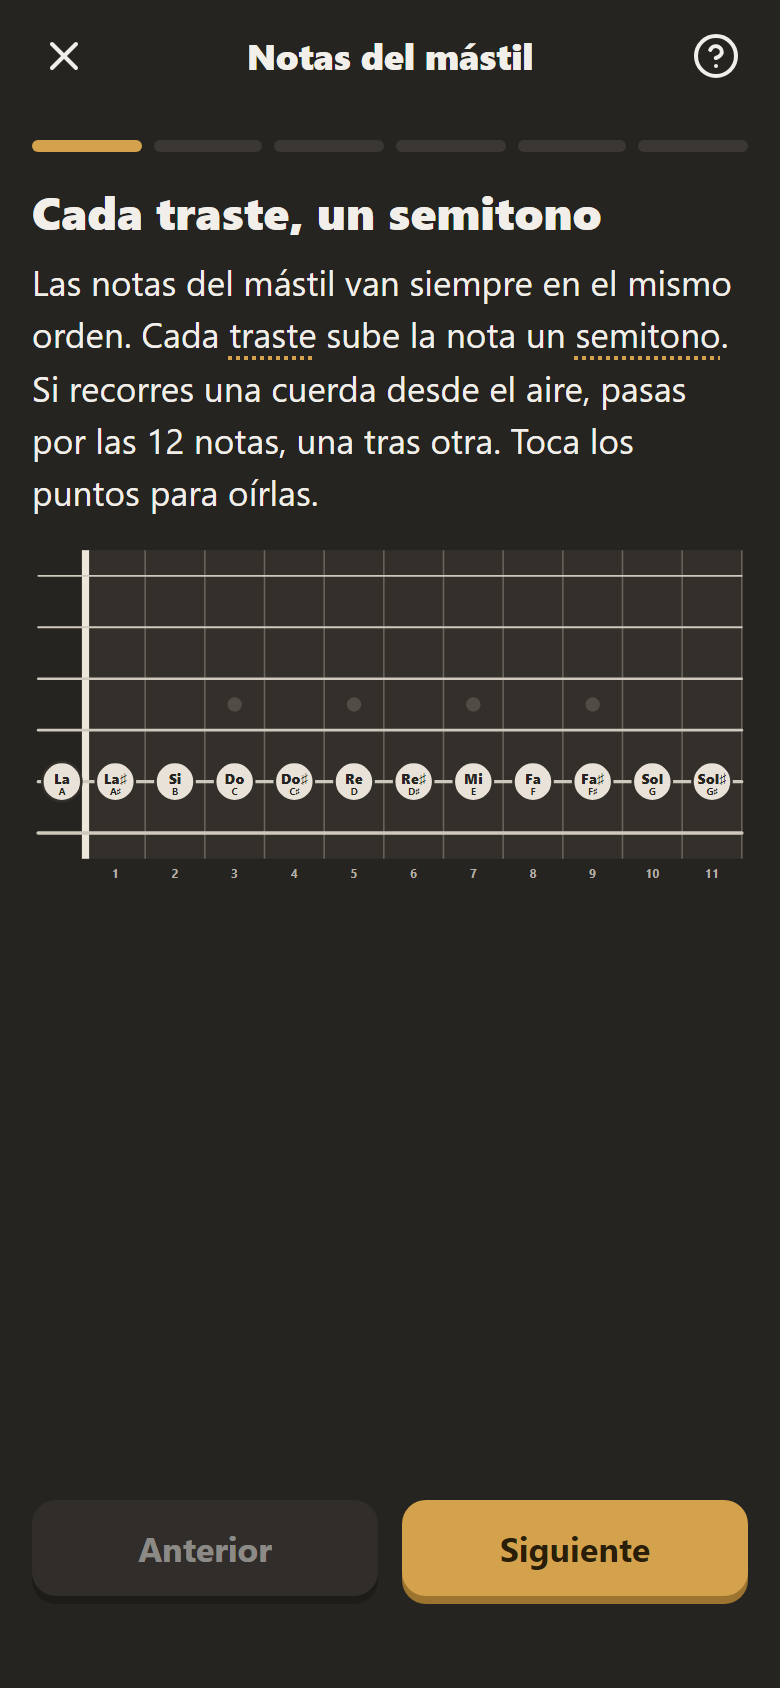 Notas del mástil
Cada traste, un semitono
Las notas del mástil van siempre en el mismo
orden. Cada traste sube la nota un semitono.
Si recorres una cuerda desde el aire, pasas
por las 12 notas, una tras otra. Toca los
puntos para oírlas.
La La♯ Si Do Do♯ Re Re♯ Mi Fa Fa♯ Sol Sol♯
A A♯ B C C♯ D D♯ E F F♯ G G♯
1 2 3 4 5 6 7 8 9 10 11
Anterior Siguiente